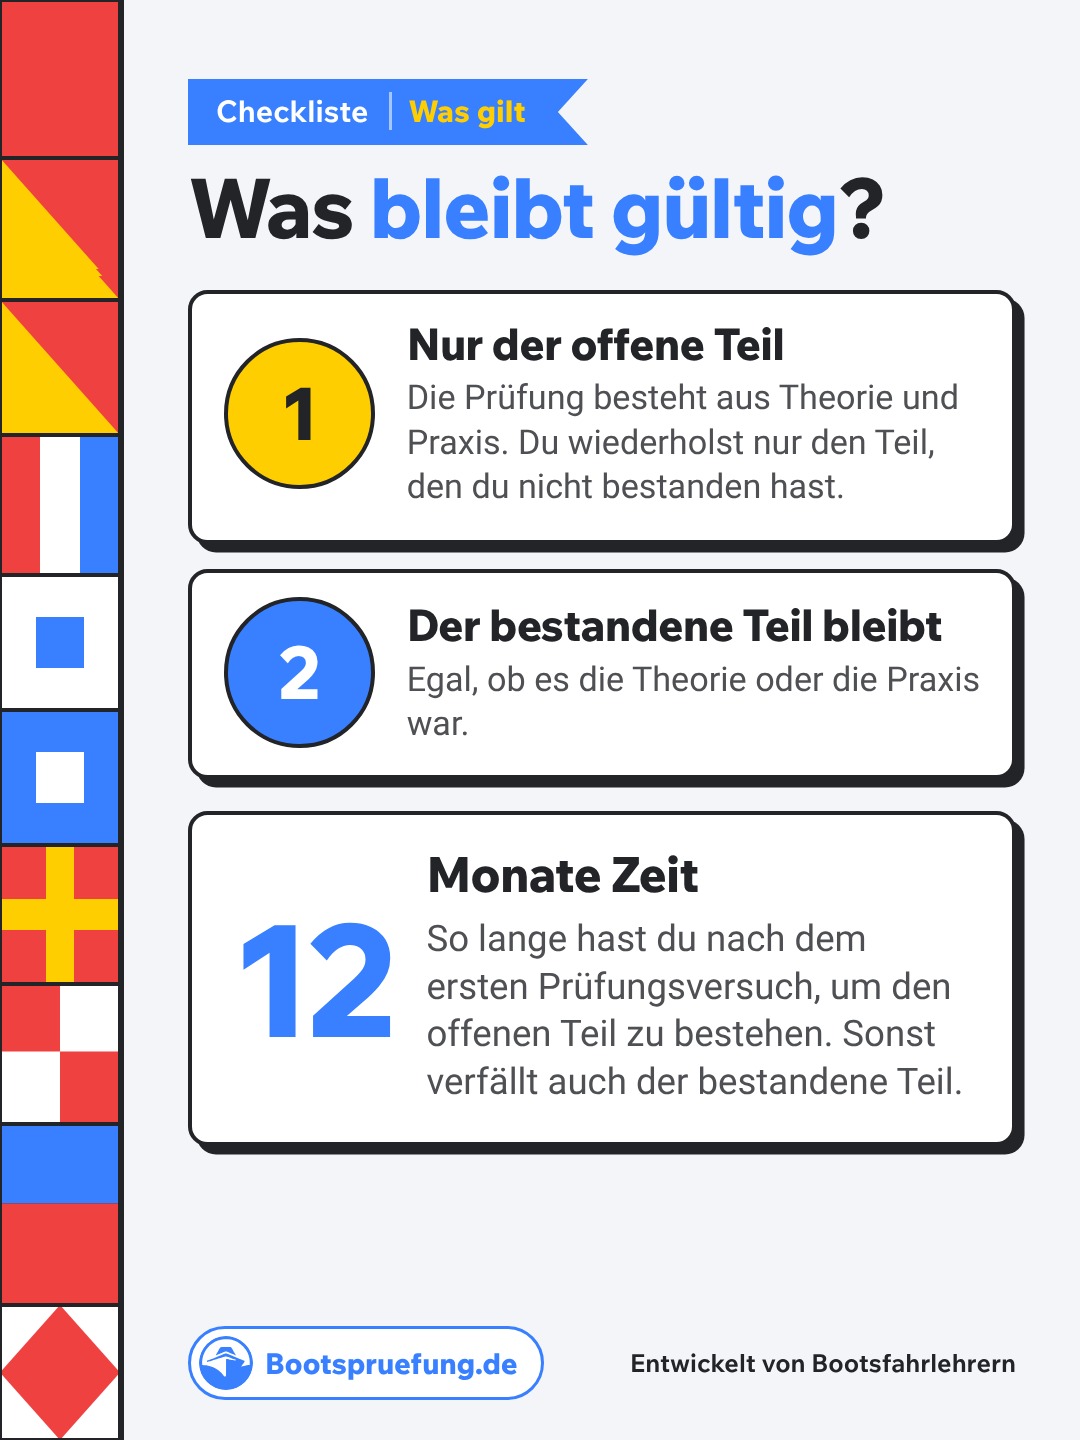 Checkliste | Was gilt
Was bleibt gültig?
1
Nur der offene Teil
Die Prüfung besteht aus Theorie und
Praxis. Du wiederholst nur den Teil,
den du nicht bestanden hast.
2
Der bestandene Teil bleibt
Egal, ob es die Theorie oder die Praxis
war.
12
Monate Zeit
So lange hast du nach dem
ersten Prüfungsversuch, um den
offenen Teil zu bestehen. Sonst
verfällt auch der bestandene Teil.
Bootspruefung.de
Entwickelt von Bootsfahrlehrern